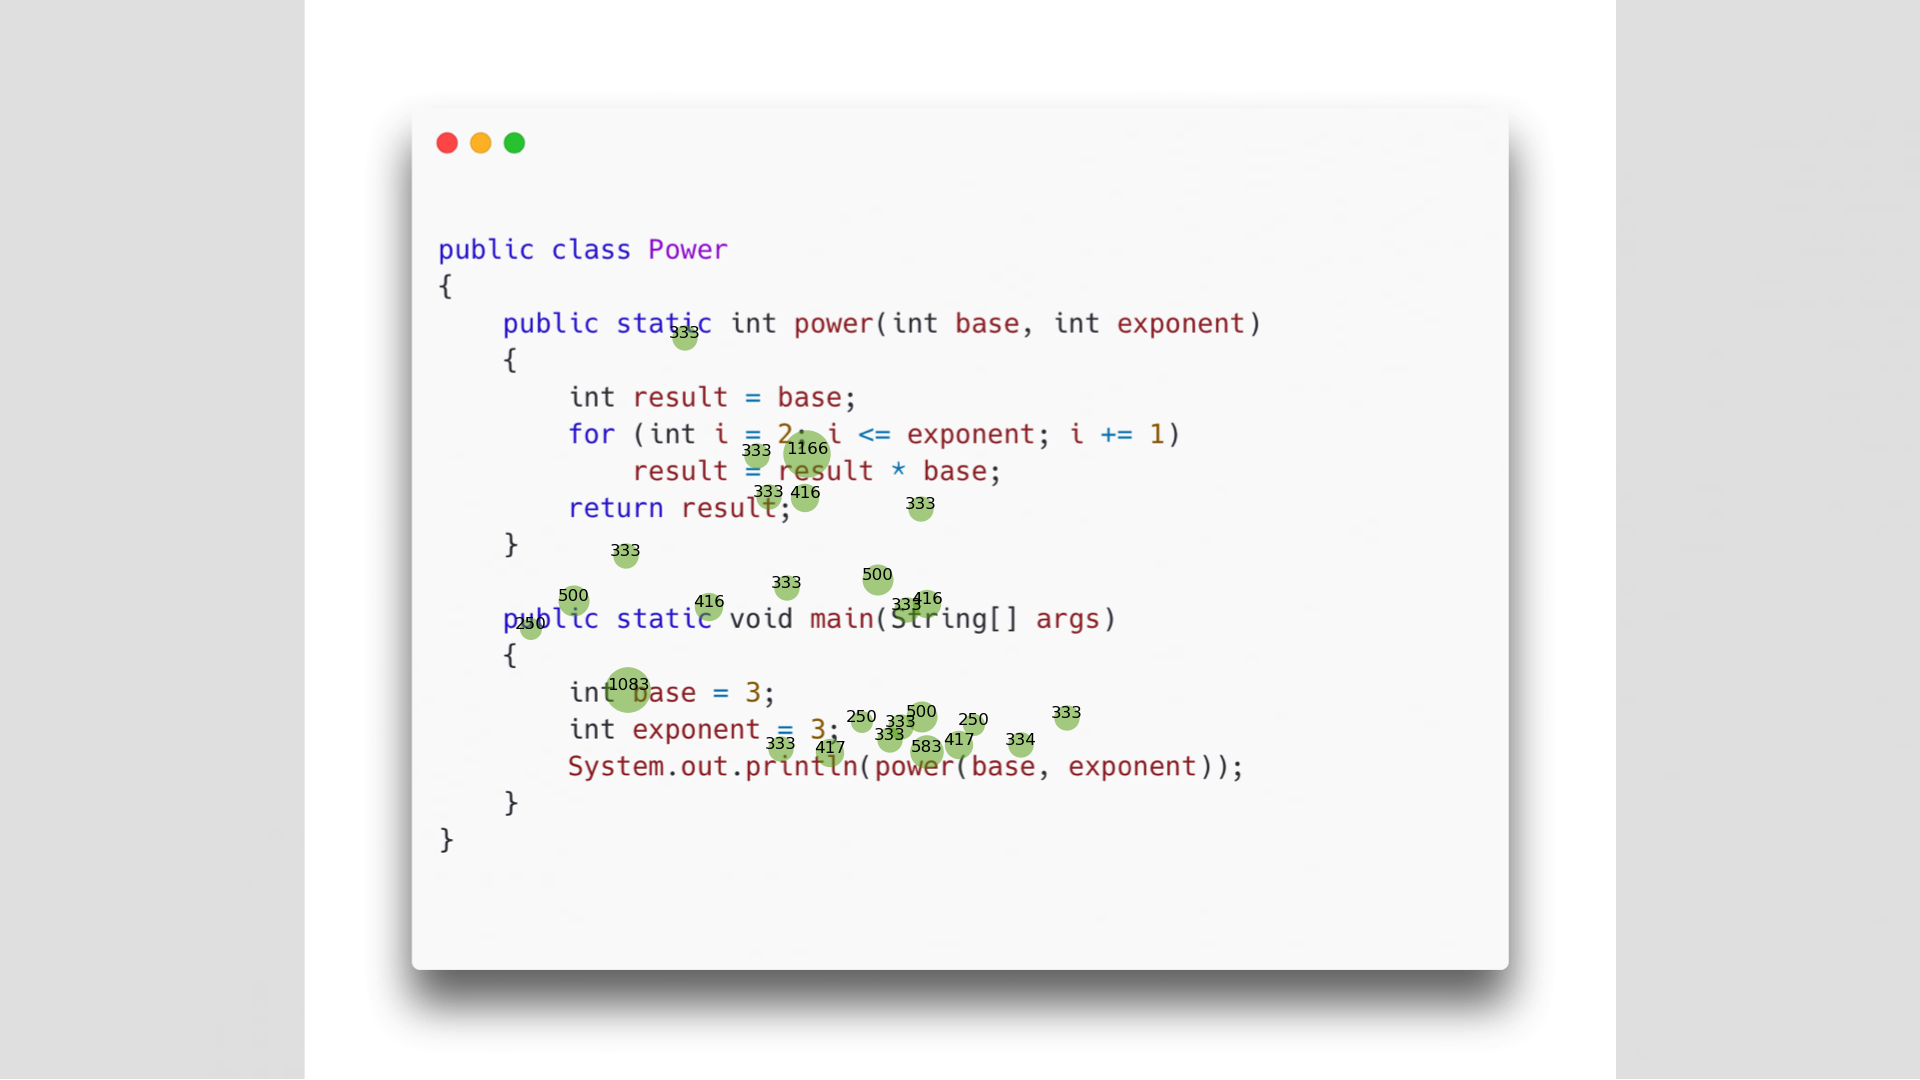 public class Power
{
    public static int power(int base, int exponent)
333
    {
        int result = base;
        for (int i = 2; i <= exponent; i += 1)
333 1166
            result = result * base;
333 416 333
        return result;
    }
333
333 500
500 416 333 416
    public static void main(String[] args)
250
    {
1083
        int base = 3;
250 333 500 250 333
        int exponent = 3;
333 417 333 583 417 334
        System.out.println(power(base, exponent));
    }
}